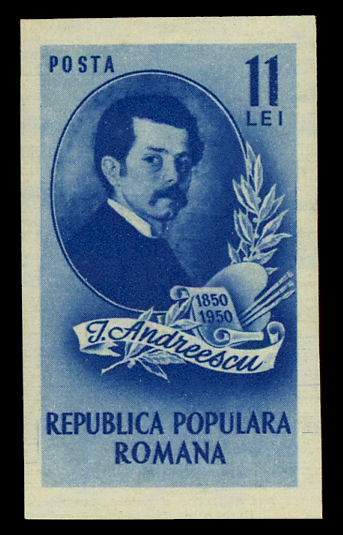 POSTA
11
LEI
1850
1950
I. Andreescu
REPUBLICA POPULARA
ROMANA